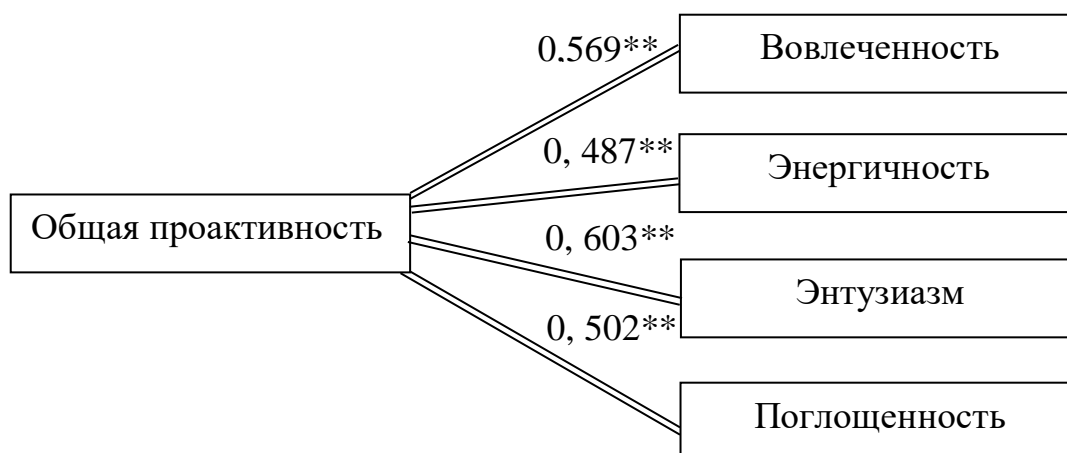 0,569**
Вовлеченность
0, 487**
Энергичность
Общая проактивность
0, 603**
Энтузиазм
0, 502**
Поглощенность